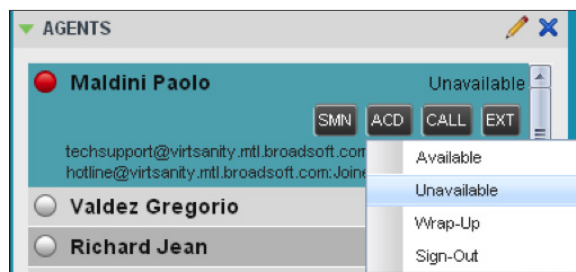 AGENTS
Maldini Paolo Unavailable
SMN ACD CALL EXT
techsupport@virtsanity.mtl.broadsoft.com
hotline@virtsanity.mtl.broadsoft.com:Joine
Available
Unavailable
Wrap-Up
Sign-Out
Valdez Gregorio
Richard Jean